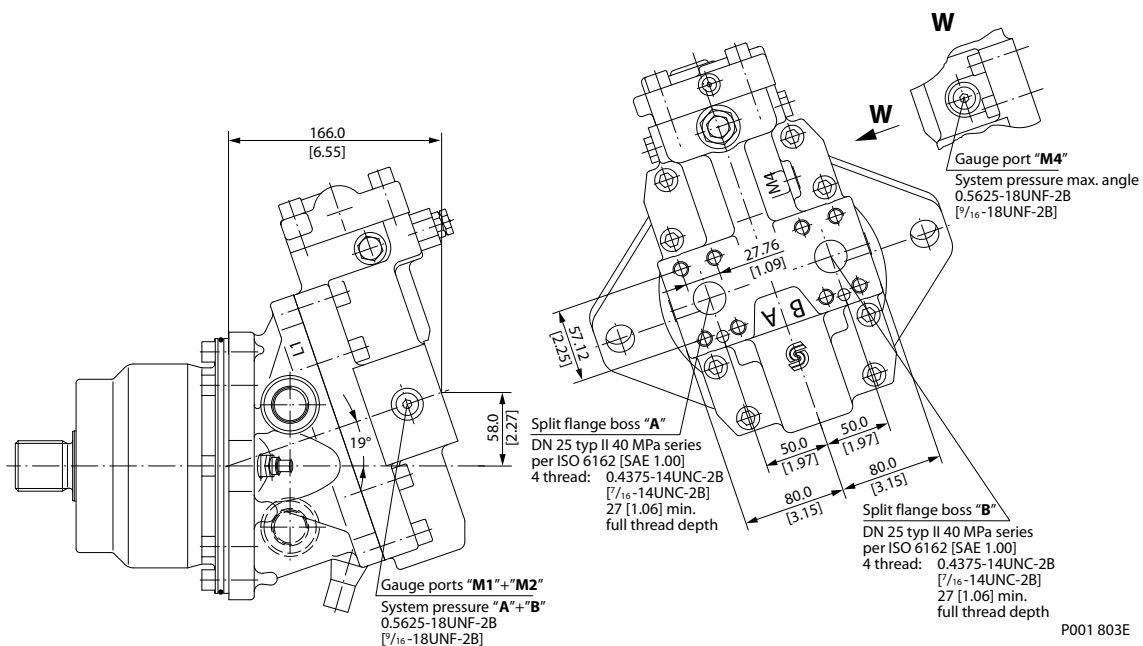 W
W
166.0
[6.55]
Gauge port "M4"
System pressure max. angle
0.5625-18UNF-2B
[9/16-18UNF-2B]
M4
27.76
[1.09]
57.12
[2.25]
B A
L1
19°
58.0
[2.27]
Split flange boss "A"
DN 25 typ II 40 MPa series
per ISO 6162 [SAE 1.00]
4 thread: 0.4375-14UNC-2B
[7/16-14UNC-2B]
27 [1.06] min.
full thread depth
50.0
[1.97]
50.0
[1.97]
80.0
[3.15]
80.0
[3.15]
Split flange boss "B"
DN 25 typ II 40 MPa series
per ISO 6162 [SAE 1.00]
4 thread: 0.4375-14UNC-2B
[7/16-14UNC-2B]
27 [1.06] min.
full thread depth
Gauge ports "M1"+"M2"
System pressure "A"+"B"
0.5625-18UNF-2B
[9/16-18UNF-2B]
P001 803E